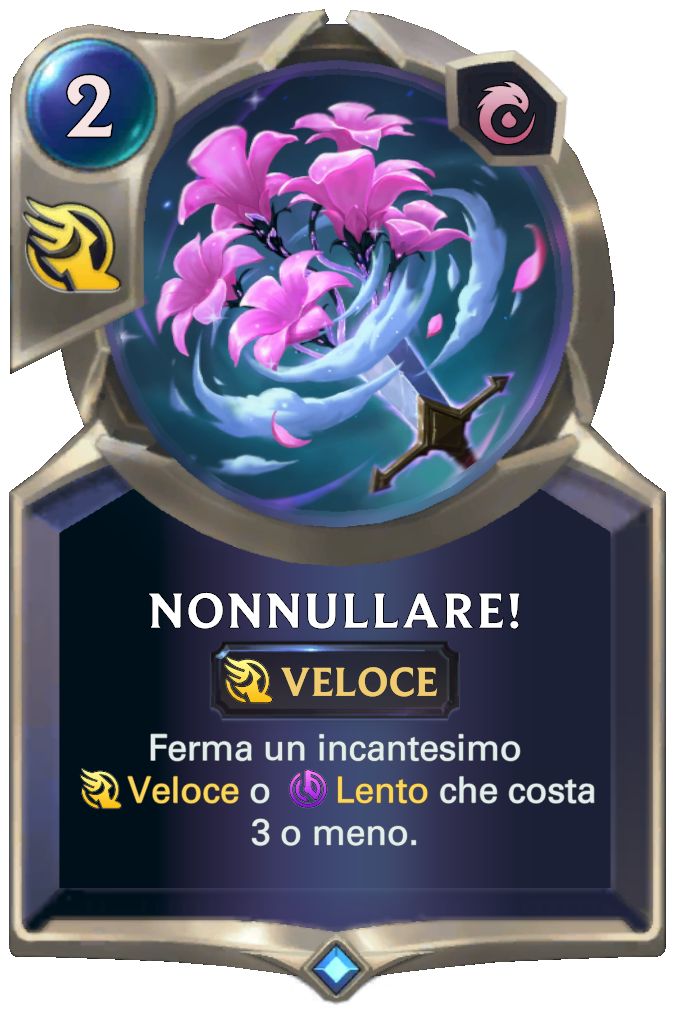 2
NONNULLARE!
VELOCE
Ferma un incantesimo
Veloce o Lento che costa
3 o meno.